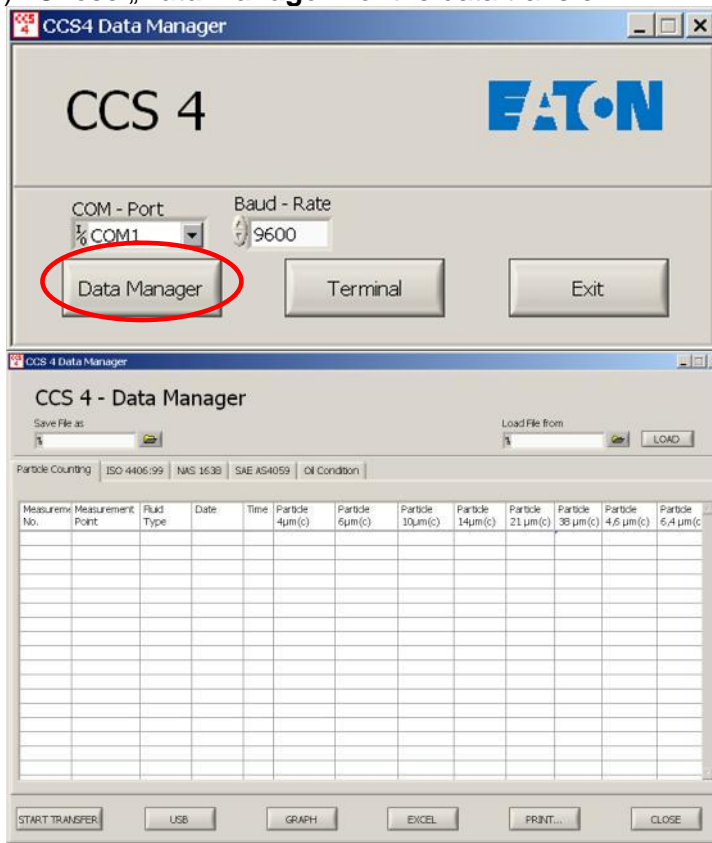 CCS4 Data Manager
CCS 4
EATON
COM - Port
Baud - Rate
COM1
9600
Data Manager
Terminal
Exit
CCS 4 Data Manager
CCS 4 - Data Manager
Save File as
Load File from
LOAD
Particle Counting ISO 4406:99 NAS 1638 SAE AS4059 Oil Condition
Measureme Measurement Fluid Date Time Particle Particle Particle Particle Particle Particle Particle Particle
No. Point Type 4µm(c) 6µm(c) 10µm(c) 14µm(c) 21 µm(c) 38 µm(c) 4,6 µm(c) 6,4 µm(c
START TRANSFER USB GRAPH EXCEL PRINT... CLOSE